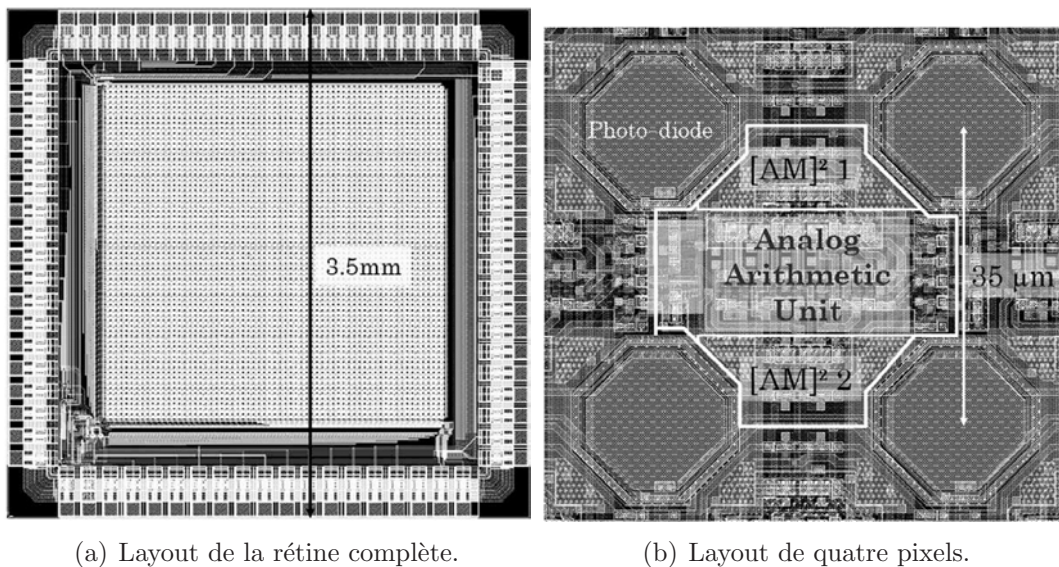 3.5mm
Photo-diode
[AM]² 1
Analog
Arithmetic
Unit
35 µm
[AM]² 2
(a) Layout de la rétine complète.
(b) Layout de quatre pixels.